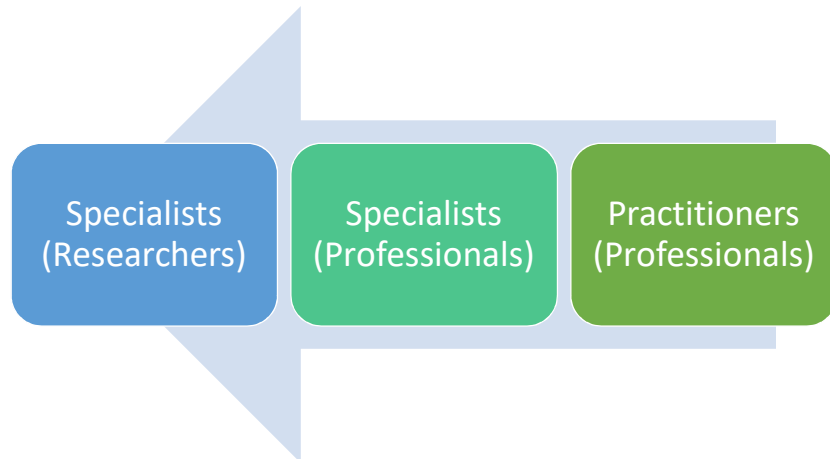 Specialists
(Researchers)
Specialists
(Professionals)
Practitioners
(Professionals)